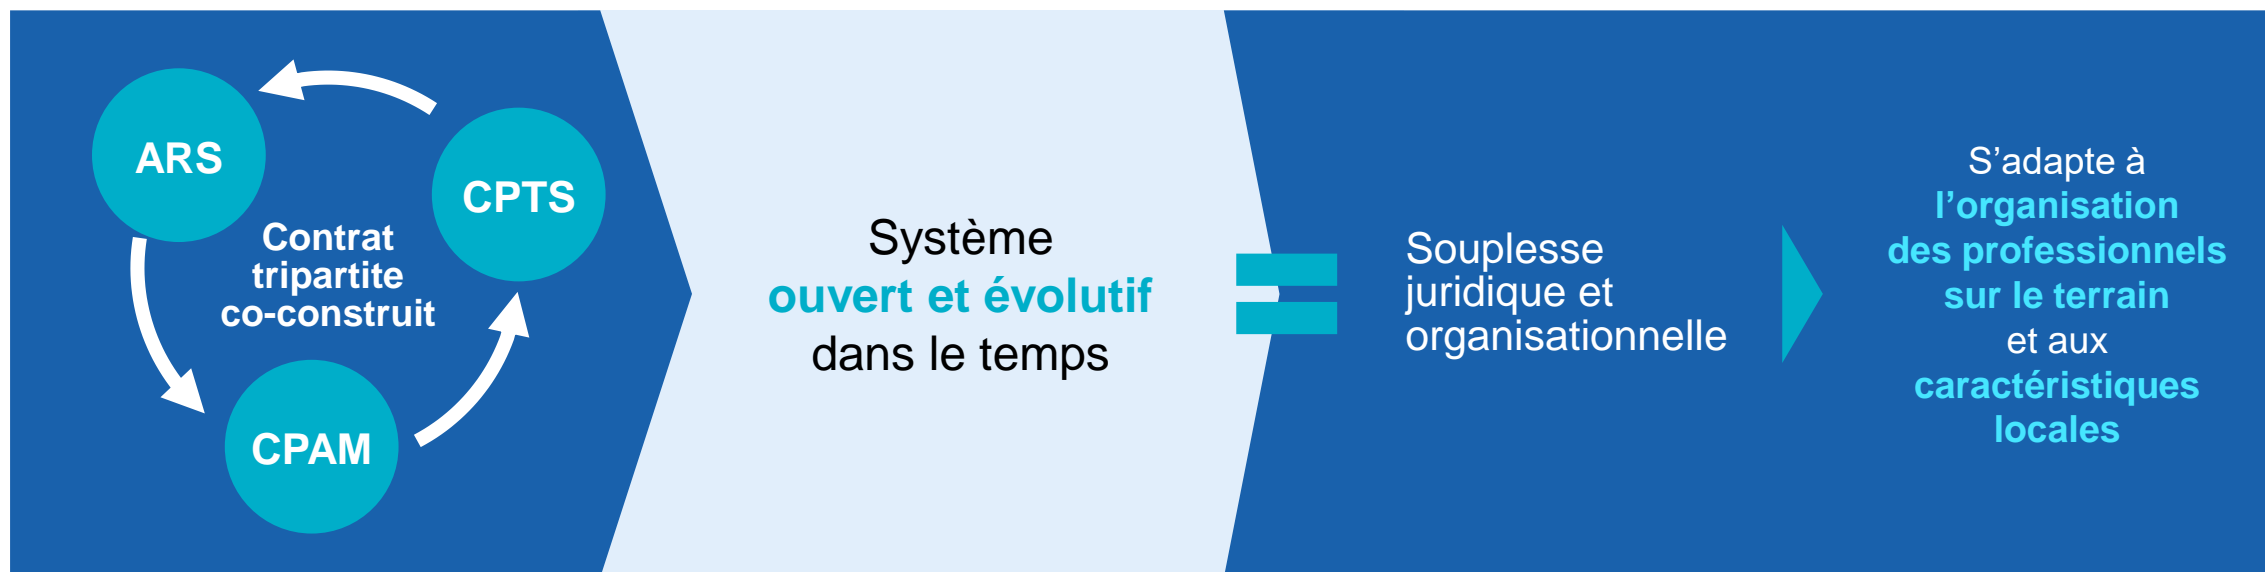 ARS
CPTS
Contrat
tripartite
co-construit
CPAM
Système
ouvert et évolutif
dans le temps
Souplesse
juridique et
organisationnelle
S’adapte à
l’organisation
des professionnels
sur le terrain
et aux
caractéristiques
locales